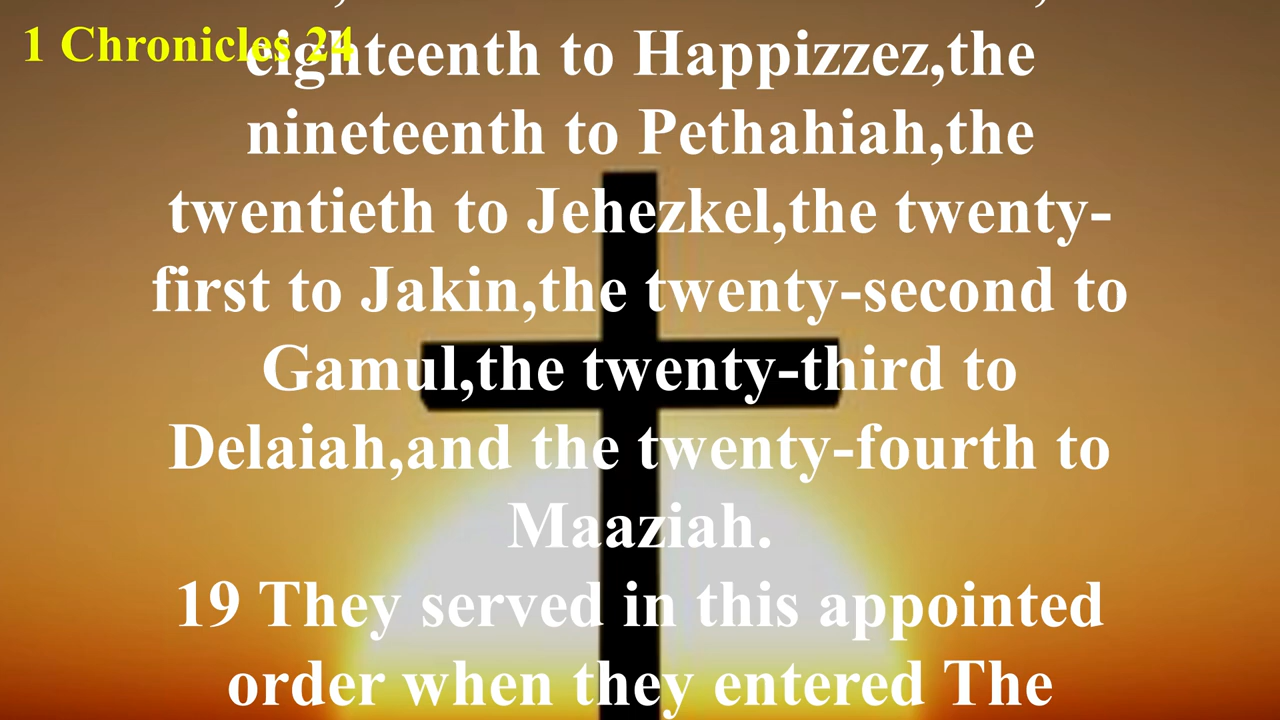 1 Chronicles 24
eighteenth to Happizzez,the
nineteenth to Pethahiah,the
twentieth to Jehezkel,the twenty-
first to Jakin,the twenty-second to
Gamul,the twenty-third to
Delaiah,and the twenty-fourth to
Maaziah.
19 They served in this appointed
order when they entered The